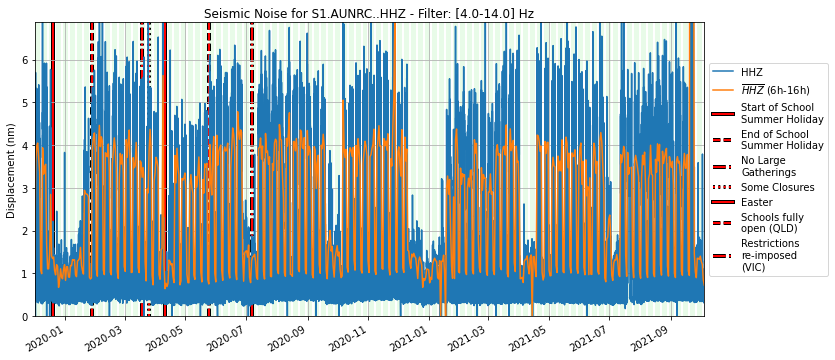 Seismic Noise for S1.AUNRC..HHZ - Filter: [4.0-14.0] Hz
Displacement (nm)
6
5
4
3
2
1
0
2020-01
2020-03
2020-05
2020-07
2020-09
2020-11
2021-01
2021-03
2021-05
2021-07
2021-09
HHZ
HHZ (6h-16h)
Start of School
Summer Holiday
End of School
Summer Holiday
No Large
Gatherings
Some Closures
Easter
Schools fully
open (QLD)
Restrictions
re-imposed
(VIC)